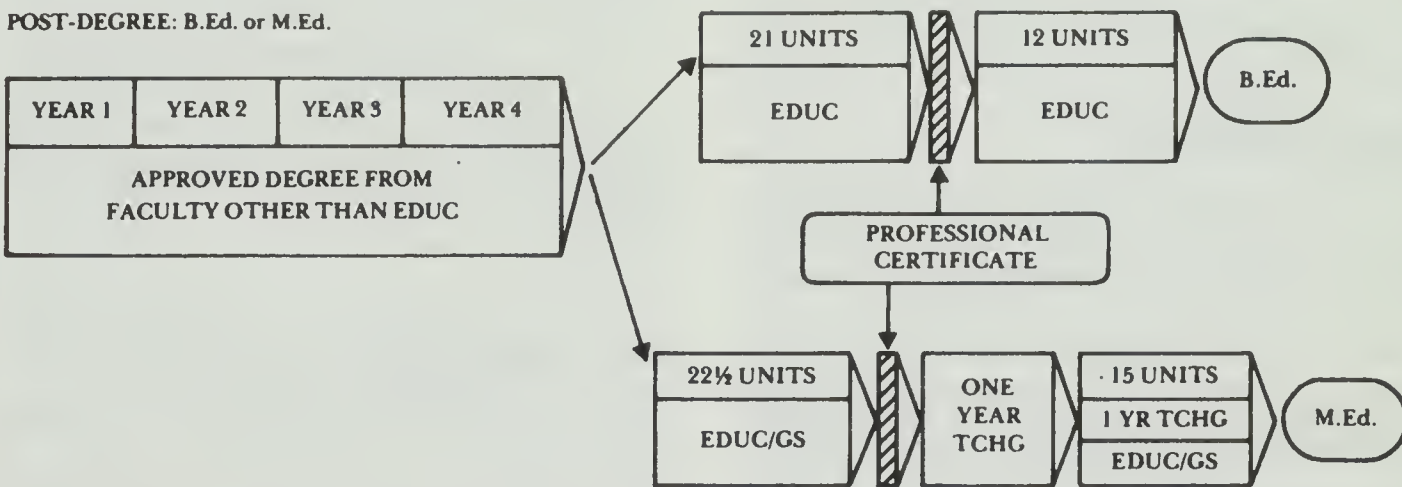 POST-DEGREE: B.Ed. or M.Ed.
YEAR 1
YEAR 2
YEAR 3
YEAR 4
APPROVED DEGREE FROM
FACULTY OTHER THAN EDUC
21 UNITS
EDUC
12 UNITS
EDUC
B.Ed.
PROFESSIONAL
CERTIFICATE
22½ UNITS
EDUC/GS
ONE
YEAR
TCHG
15 UNITS
1 YR TCHG
EDUC/GS
M.Ed.